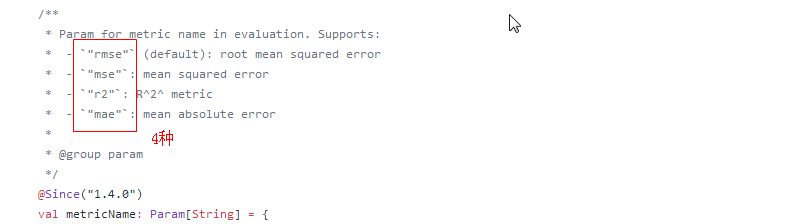 /**
* Param for metric name in evaluation. Supports:
* - `"rmse"` (default): root mean squared error
* - `"mse"`: mean squared error
* - `"r2"`: R^2^ metric
* - `"mae"`: mean absolute error
*
4种
* @group param
*/
@Since("1.4.0")
val metricName: Param[String] = {